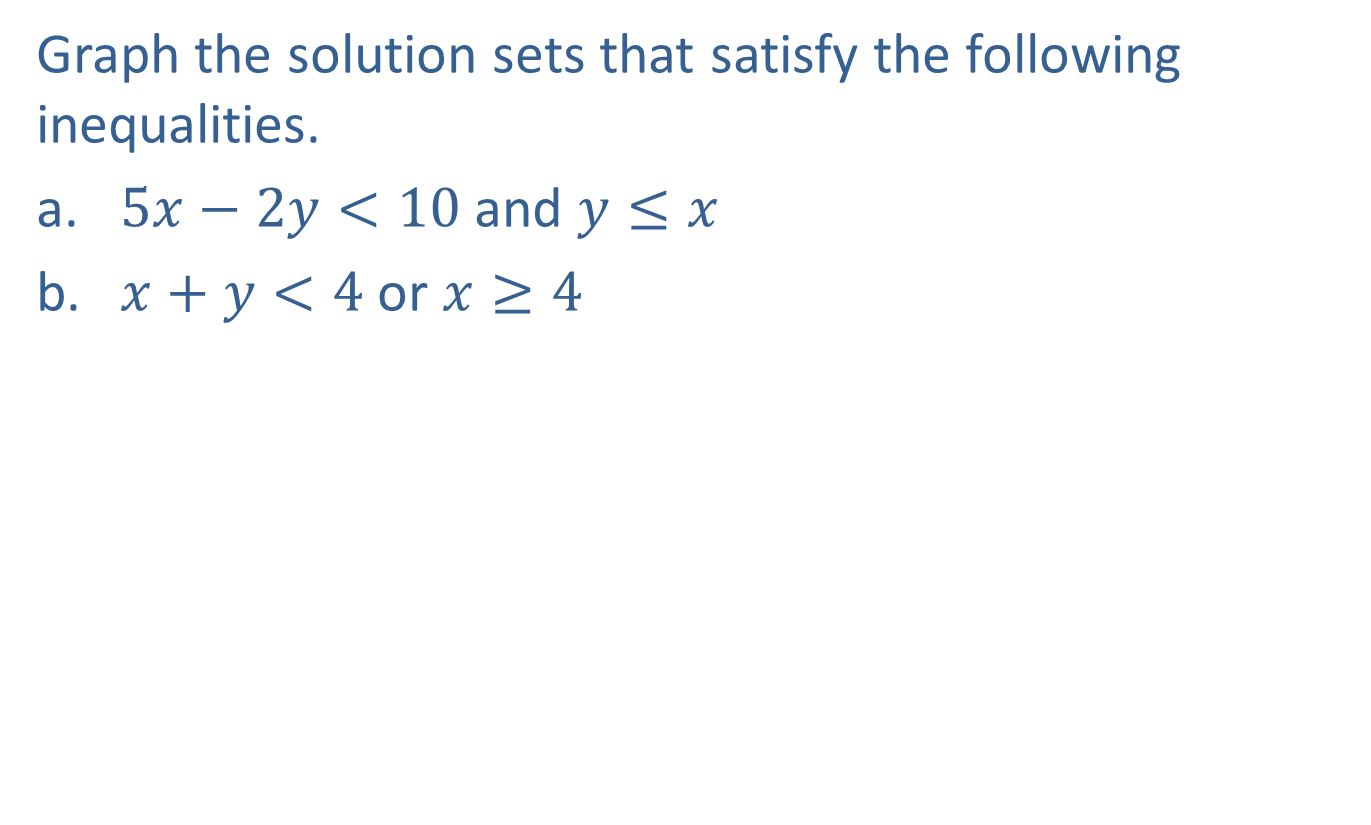 Graph the solution sets that satisfy the following
inequalities.
a. 5x − 2y < 10 and y ≤ x
b. x + y < 4 or x ≥ 4